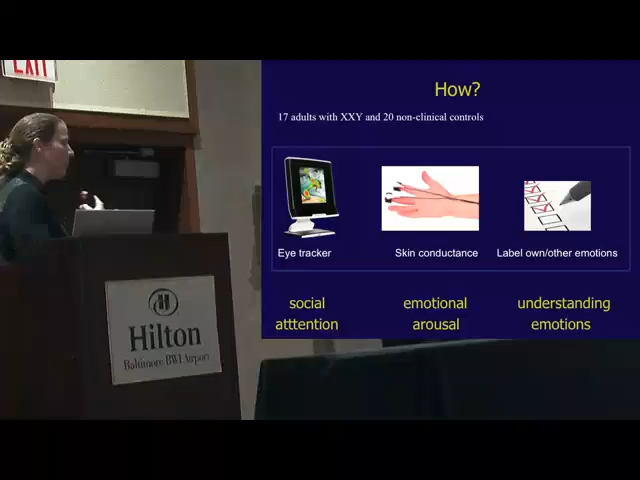 EXIT
How?
17 adults with XXY and 20 non-clinical controls
Eye tracker
Skin conductance
Label own/other emotions
social
atttention
emotional
arousal
understanding
emotions
Hilton
Baltimore BWI Airport